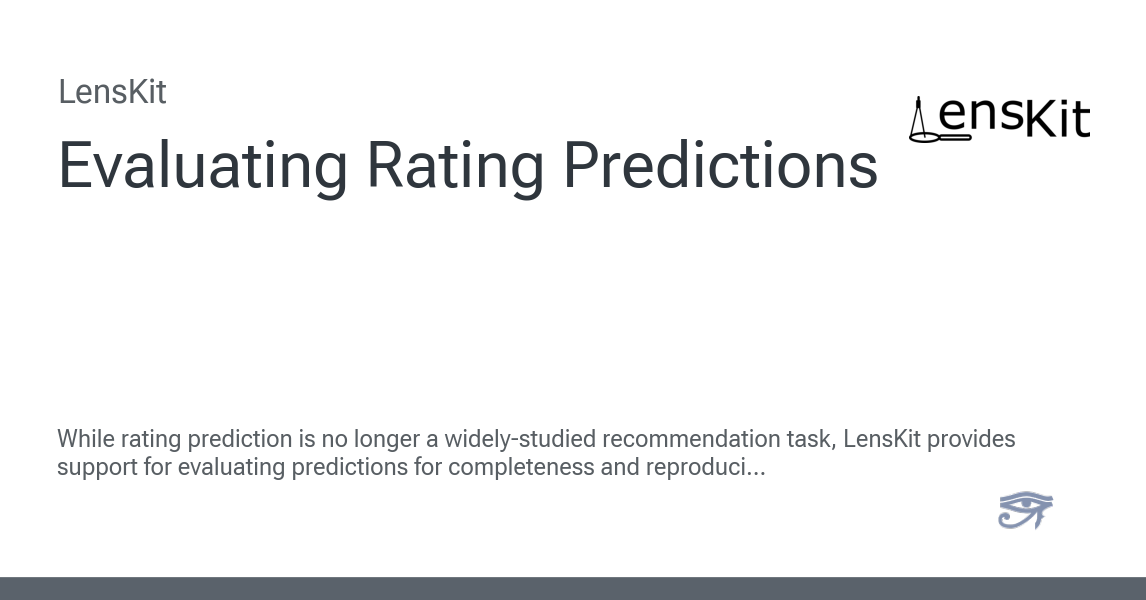 LensKit
LensKit
Evaluating Rating Predictions
While rating prediction is no longer a widely-studied recommendation task, LensKit provides
support for evaluating predictions for completeness and reproduci...